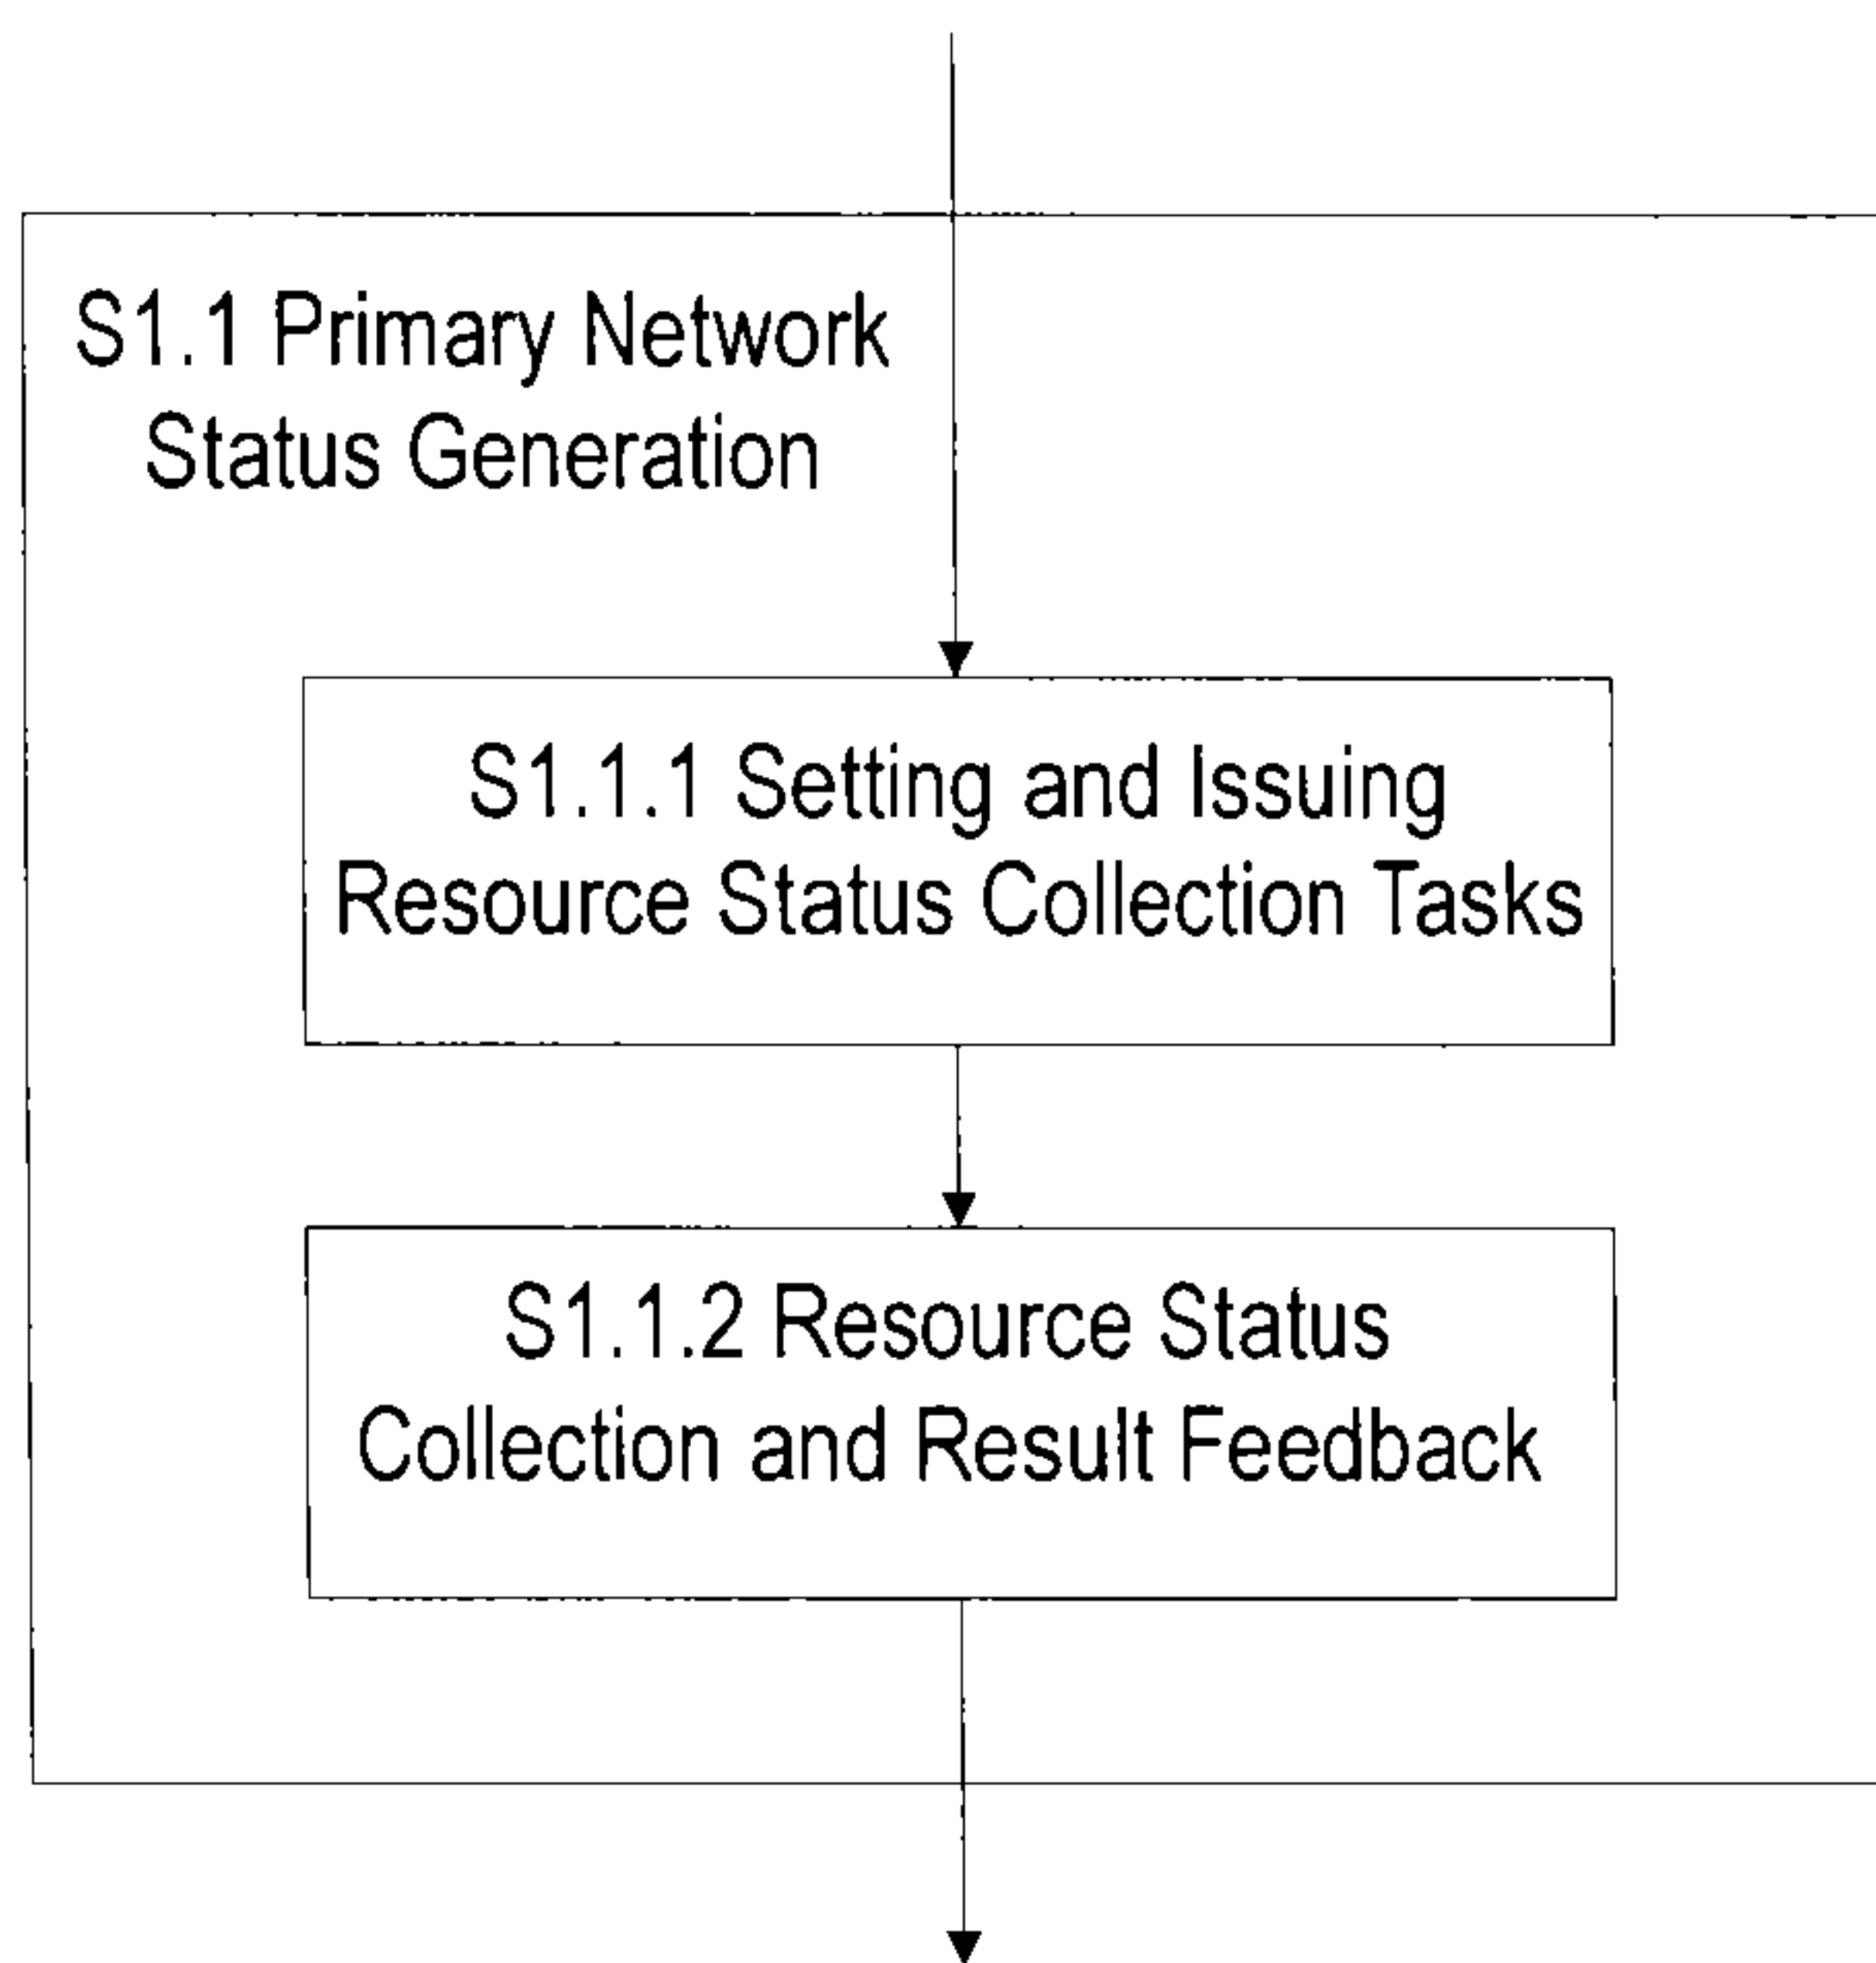 S1.1 Primary Network
Status Generation
S1.1.1 Setting and Issuing
Resource Status Collection Tasks
S1.1.2 Resource Status
Collection and Result Feedback